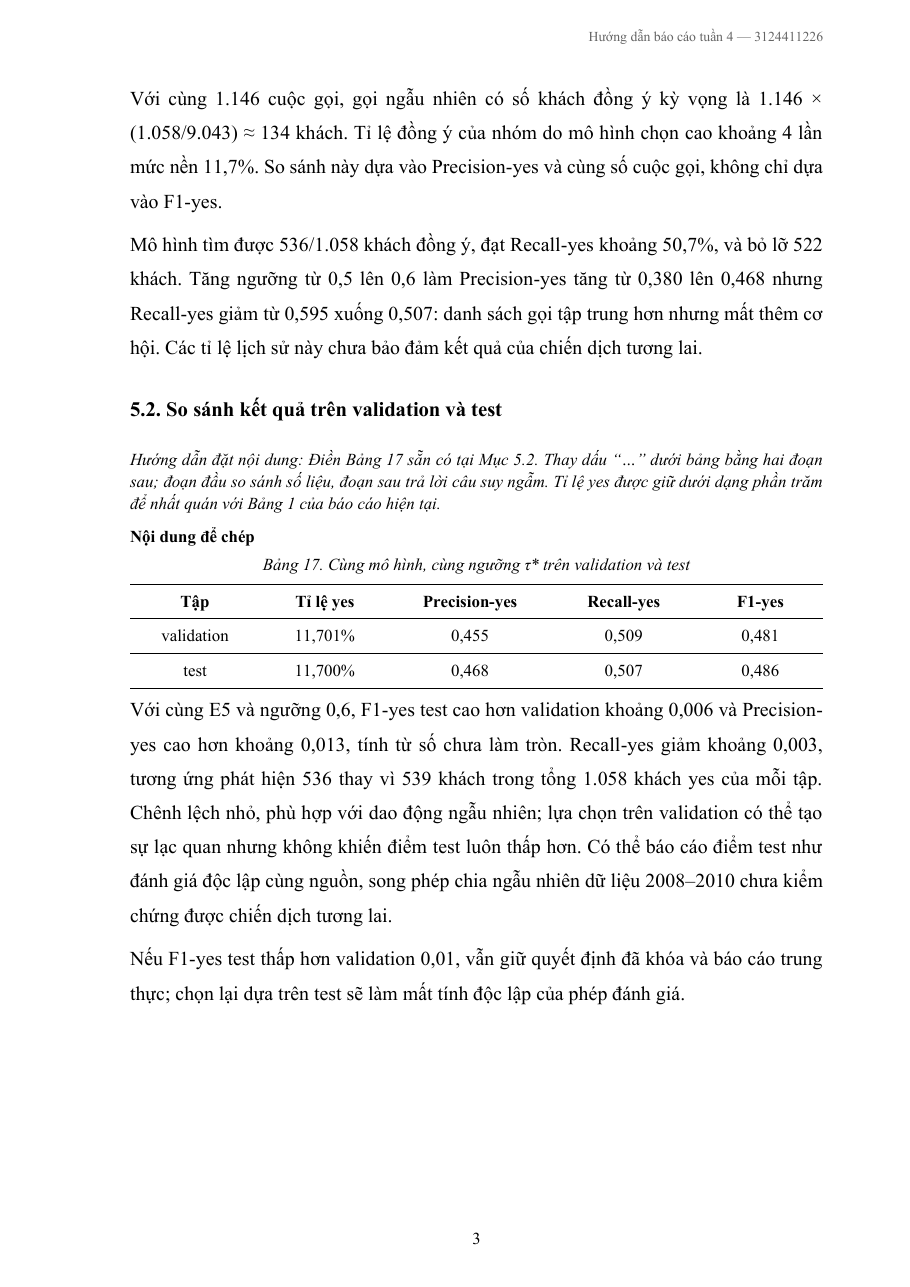 Hướng dẫn báo cáo tuần 4 — 3124411226
Với cùng 1.146 cuộc gọi, gọi ngẫu nhiên có số khách đồng ý kỳ vọng là 1.146 ×
(1.058/9.043) ≈ 134 khách. Tỉ lệ đồng ý của nhóm do mô hình chọn cao khoảng 4 lần
mức nền 11,7%. So sánh này dựa vào Precision-yes và cùng số cuộc gọi, không chỉ dựa
vào F1-yes.
Mô hình tìm được 536/1.058 khách đồng ý, đạt Recall-yes khoảng 50,7%, và bỏ lỡ 522
khách. Tăng ngưỡng từ 0,5 lên 0,6 làm Precision-yes tăng từ 0,380 lên 0,468 nhưng
Recall-yes giảm từ 0,595 xuống 0,507: danh sách gọi tập trung hơn nhưng mất thêm cơ
hội. Các tỉ lệ lịch sử này chưa bảo đảm kết quả của chiến dịch tương lai.
5.2. So sánh kết quả trên validation và test
Hướng dẫn đặt nội dung: Điền Bảng 17 sẵn có tại Mục 5.2. Thay dấu “…” dưới bảng bằng hai đoạn
sau; đoạn đầu so sánh số liệu, đoạn sau trả lời câu suy ngẫm. Tỉ lệ yes được giữ dưới dạng phần trăm
để nhất quán với Bảng 1 của báo cáo hiện tại.
Nội dung để chép
Bảng 17. Cùng mô hình, cùng ngưỡng τ* trên validation và test
Tập Tỉ lệ yes Precision-yes Recall-yes F1-yes
validation 11,701% 0,455 0,509 0,481
test 11,700% 0,468 0,507 0,486
Với cùng E5 và ngưỡng 0,6, F1-yes test cao hơn validation khoảng 0,006 và Precision-
yes cao hơn khoảng 0,013, tính từ số chưa làm tròn. Recall-yes giảm khoảng 0,003,
tương ứng phát hiện 536 thay vì 539 khách trong tổng 1.058 khách yes của mỗi tập.
Chênh lệch nhỏ, phù hợp với dao động ngẫu nhiên; lựa chọn trên validation có thể tạo
sự lạc quan nhưng không khiến điểm test luôn thấp hơn. Có thể báo cáo điểm test như
đánh giá độc lập cùng nguồn, song phép chia ngẫu nhiên dữ liệu 2008–2010 chưa kiểm
chứng được chiến dịch tương lai.
Nếu F1-yes test thấp hơn validation 0,01, vẫn giữ quyết định đã khóa và báo cáo trung
thực; chọn lại dựa trên test sẽ làm mất tính độc lập của phép đánh giá.
3